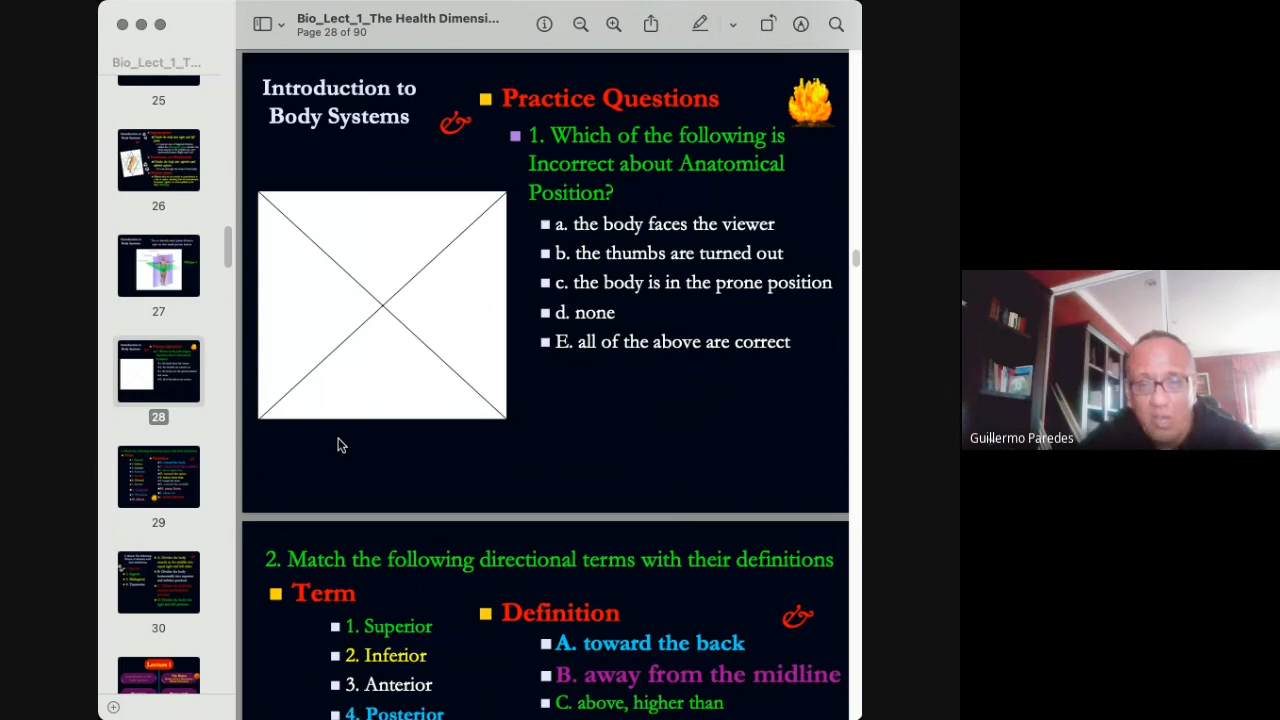 Bio_Lect_1_The Health Dimensi...
Page 28 of 90
Bio_Lect_1_T...
25
26
27
28
29
30
Lecture 1
Introduction to
Body Systems
Practice Questions
1. Which of the following is
Incorrect about Anatomical
Position?
a. the body faces the viewer
b. the thumbs are turned out
c. the body is in the prone position
d. none
E. all of the above are correct
2. Match the following directional terms with their definitions
Term
1. Superior
2. Inferior
3. Anterior
4. Posterior
Definition
A. toward the back
B. away from the midline
C. above, higher than
Guillermo Paredes